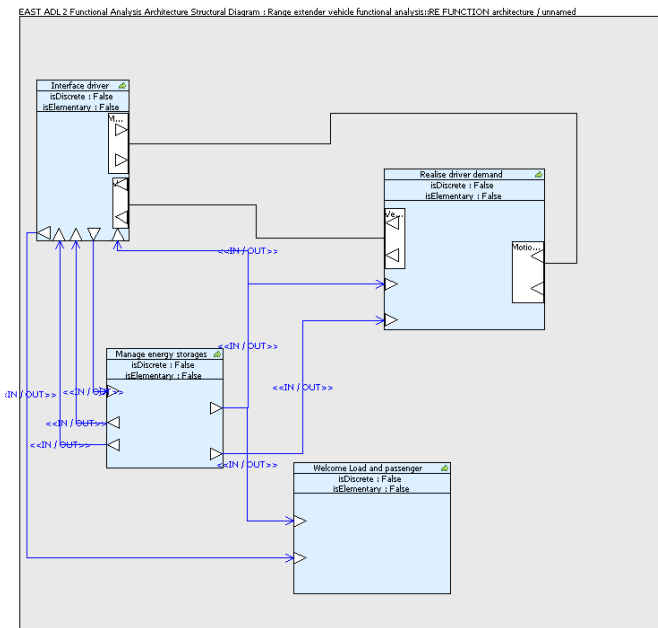 EAST ADL 2 Functional Analysis Architecture Structural Diagram : Range extender vehicle functional analysis::RE FUNCTION architecture / unnamed
Interface driver
isDiscrete : False
isElementary : False
M...
Realise driver demand
isDiscrete : False
isElementary : False
Ve...
Motio...
<<IN / OUT>>
<<IN / OUT>>
Manage energy storages
isDiscrete : False
isElementary : False
<<IN / OUT>>
<<IN / OUT>>
IN / OUT>>
<<IN / OUT>>
<<IN / OUT>>
<<IN / OUT>>
Welcome Load and passenger
isDiscrete : False
isElementary : False